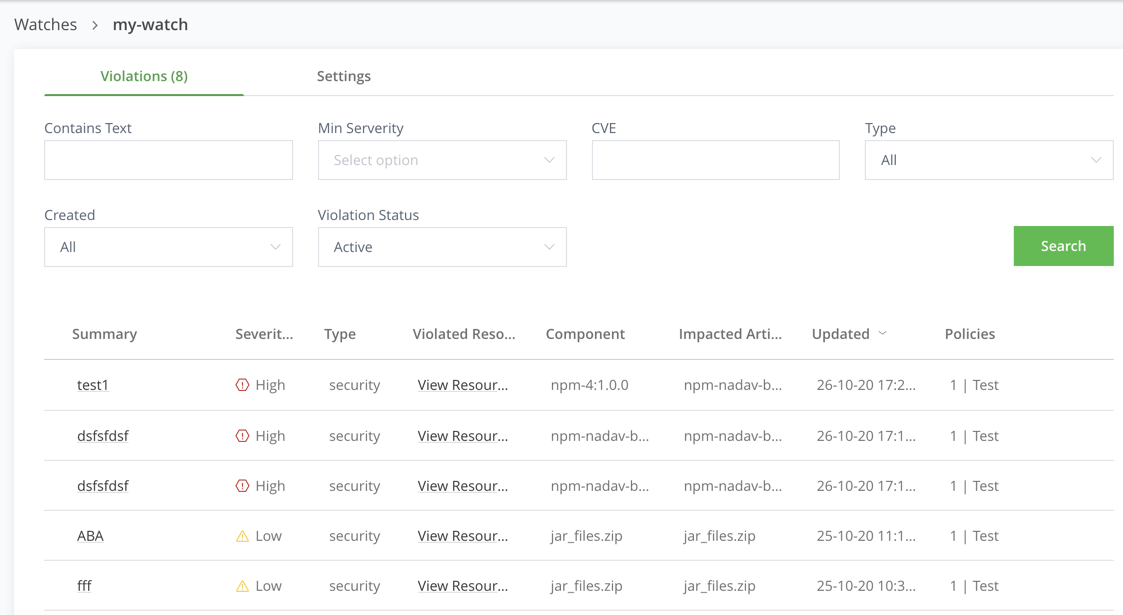 Watches > my-watch
Violations (8) Settings
Contains Text Min Serverity CVE Type
Select option All
Created Violation Status
All Active Search
Summary Severit... Type Violated Reso... Component Impacted Arti... Updated Policies
test1 High security View Resour... npm-4:1.0.0 npm-nadav-b... 26-10-20 17:2... 1 | Test
dsfsfdsf High security View Resour... npm-nadav-b... npm-nadav-b... 26-10-20 17:1... 1 | Test
dsfsfdsf High security View Resour... npm-nadav-b... npm-nadav-b... 26-10-20 17:1... 1 | Test
ABA Low security View Resour... jar_files.zip jar_files.zip 25-10-20 11:1... 1 | Test
fff Low security View Resour... jar_files.zip jar_files.zip 25-10-20 10:3... 1 | Test